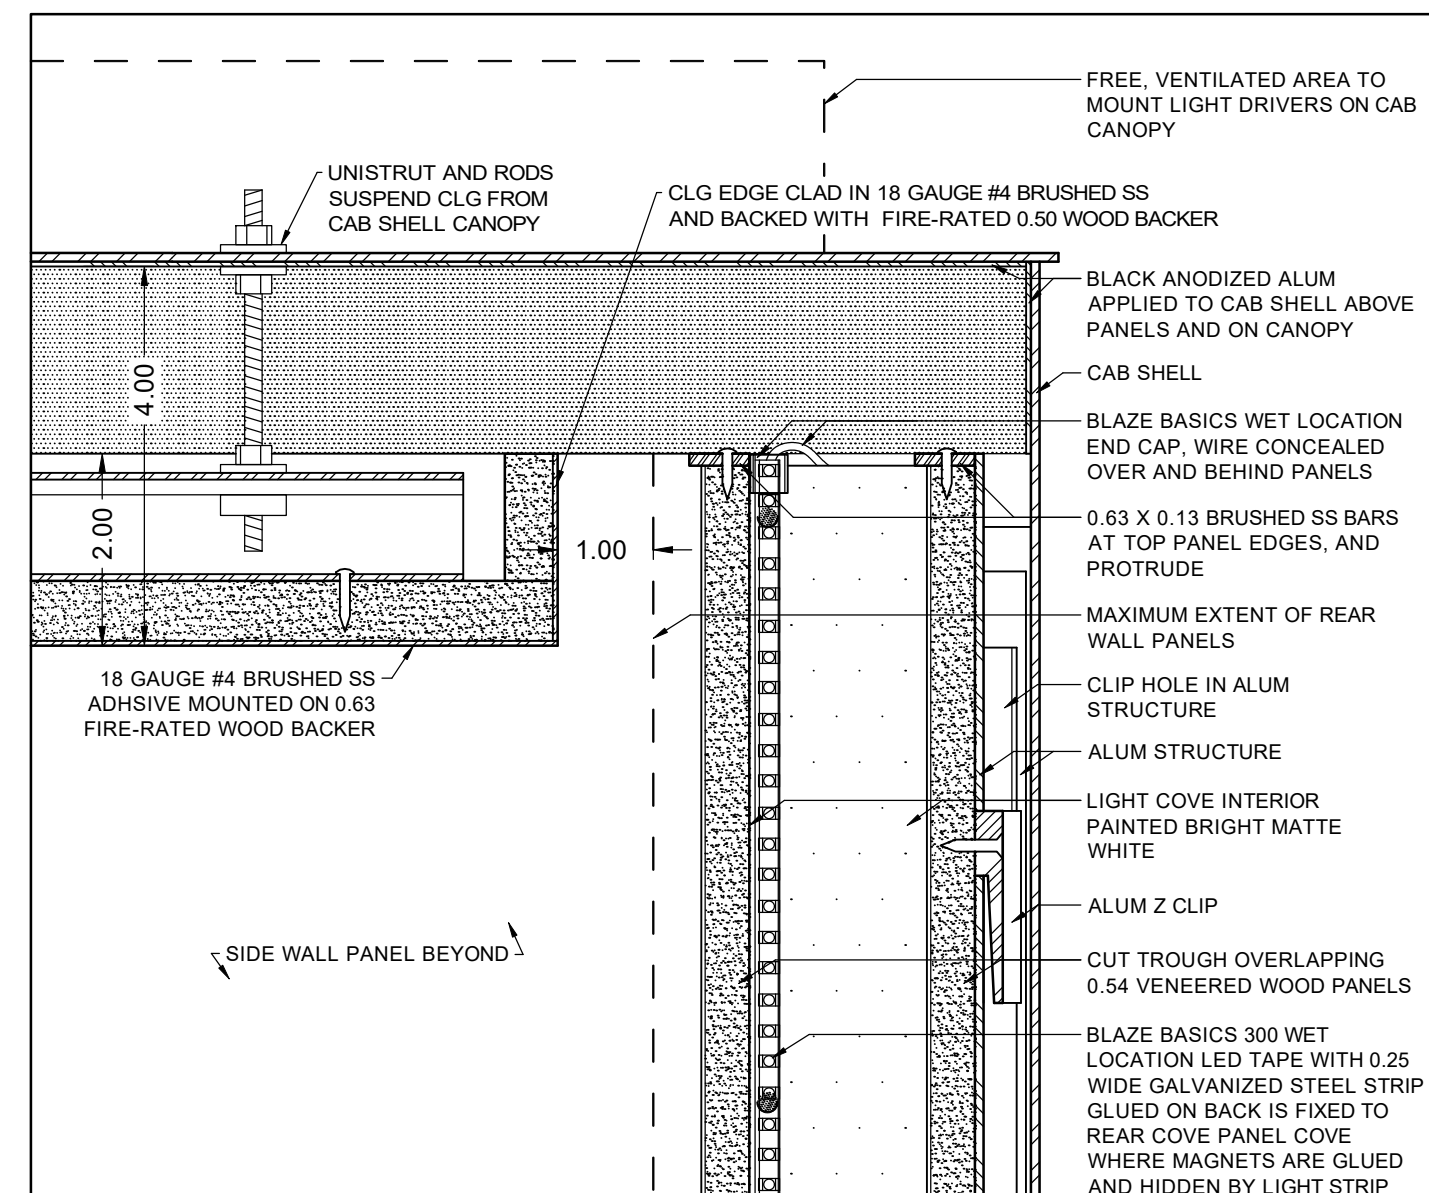 FREE, VENTILATED AREA TO
MOUNT LIGHT DRIVERS ON CAB
CANOPY
UNISTRUT AND RODS
SUSPEND CLG FROM
CAB SHELL CANOPY
CLG EDGE CLAD IN 18 GAUGE #4 BRUSHED SS
AND BACKED WITH FIRE-RATED 0.50 WOOD BACKER
BLACK ANODIZED ALUM
APPLIED TO CAB SHELL ABOVE
PANELS AND ON CANOPY
CAB SHELL
4.00
BLAZE BASICS WET LOCATION
END CAP, WIRE CONCEALED
OVER AND BEHIND PANELS
2.00
1.00
0.63 X 0.13 BRUSHED SS BARS
AT TOP PANEL EDGES, AND
PROTRUDE
MAXIMUM EXTENT OF REAR
WALL PANELS
18 GAUGE #4 BRUSHED SS
ADHSIVE MOUNTED ON 0.63
FIRE-RATED WOOD BACKER
CLIP HOLE IN ALUM
STRUCTURE
ALUM STRUCTURE
LIGHT COVE INTERIOR
PAINTED BRIGHT MATTE
WHITE
ALUM Z CLIP
SIDE WALL PANEL BEYOND
CUT TROUGH OVERLAPPING
0.54 VENEERED WOOD PANELS
BLAZE BASICS 300 WET
LOCATION LED TAPE WITH 0.25
WIDE GALVANIZED STEEL STRIP
GLUED ON BACK IS FIXED TO
REAR COVE PANEL COVE
WHERE MAGNETS ARE GLUED
AND HIDDEN BY LIGHT STRIP